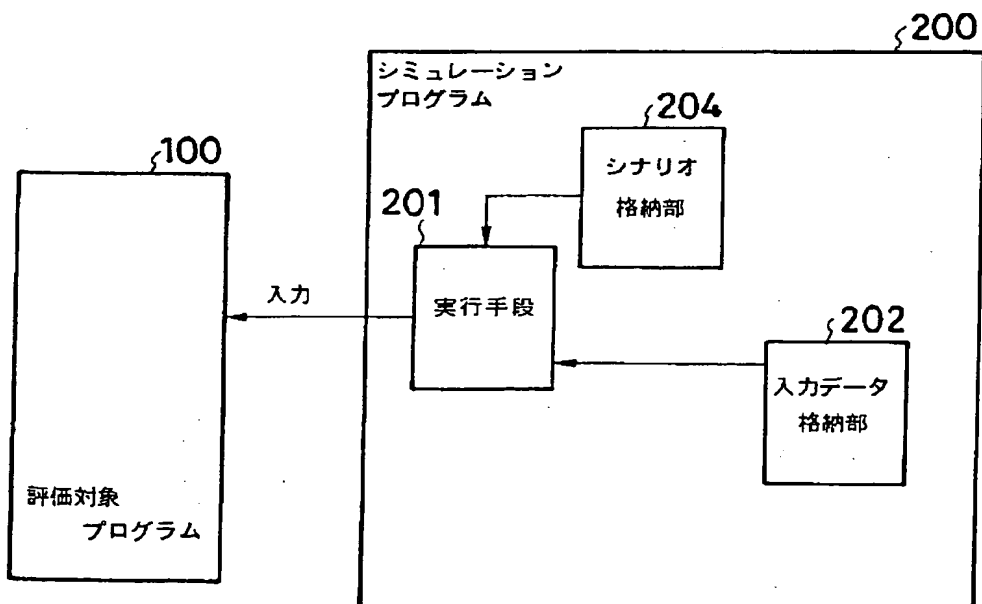 200
シミュレーション
プログラム
204
シナリオ
格納部
100
201
実行手段
入力
202
入力データ
格納部
評価対象
プログラム